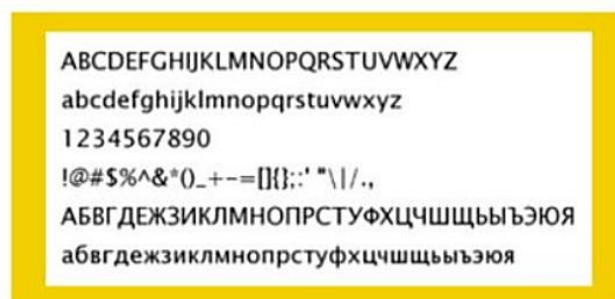 ABCDEFGHIJKLMNOPQRSTUVWXYZ
abcdefghijklmnopqrstuvwxyz
1234567890
!@#$%^&*()_+-=[]{};:' "\|/.,
АБВГДЕЖЗИКЛМНОПРСТУФХЦЧШЩЬЫЪЭЮЯ
абвгдежзиклмнопрстуфхцчшщьыъэюя